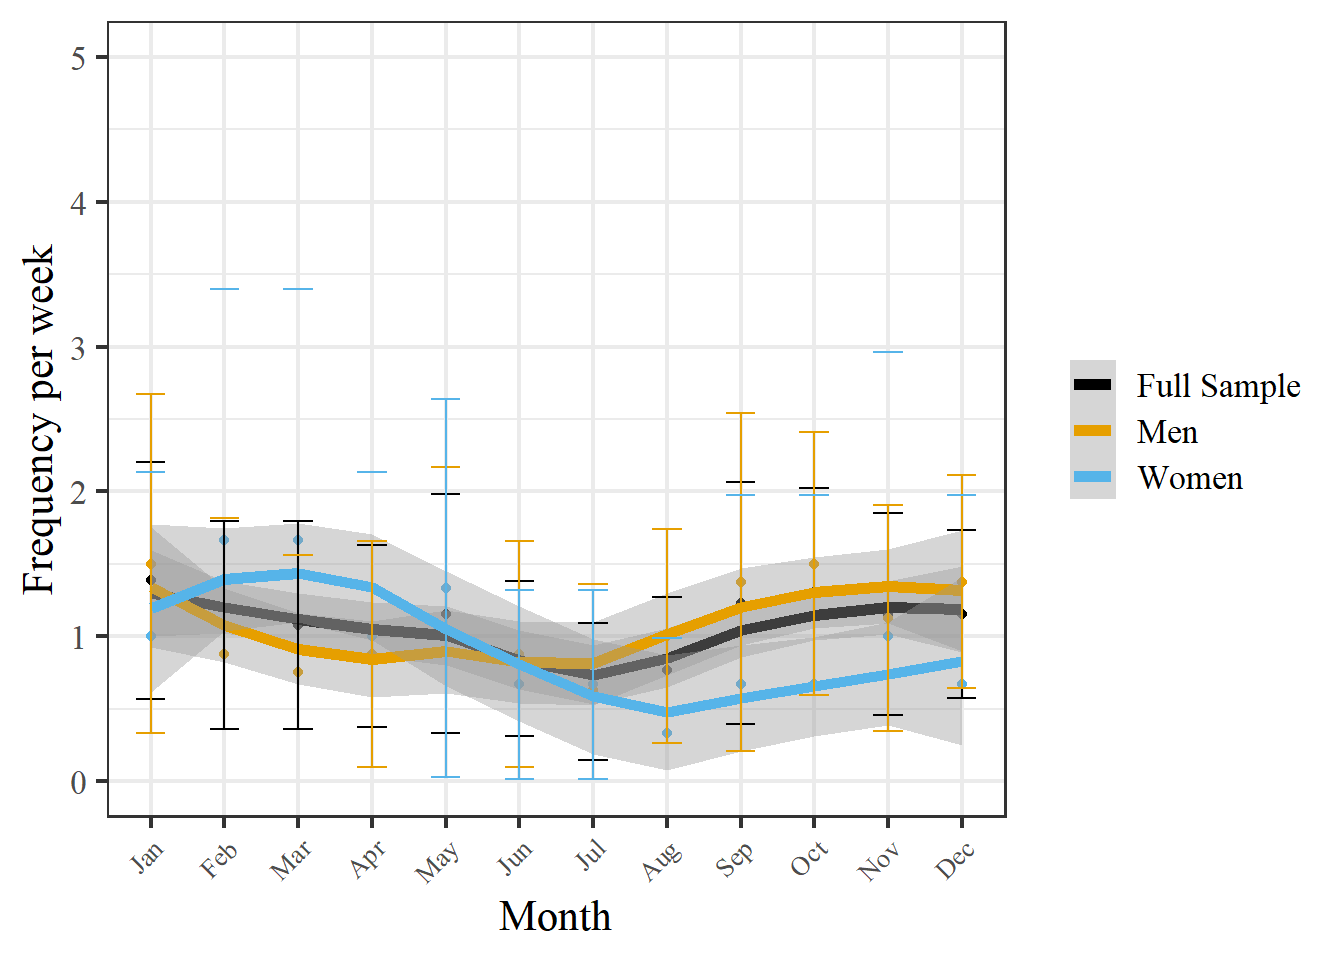 Frequency per week
5
4
3
2
1
0
Jan
Feb
Mar
Apr
May
Jun
Jul
Aug
Sep
Oct
Nov
Dec
Month
Full Sample
Men
Women